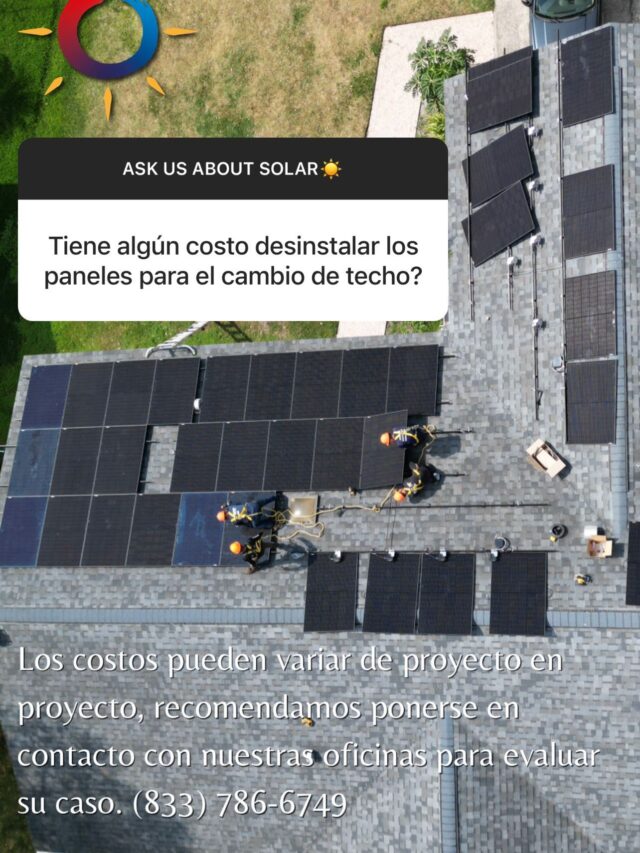 ASK US ABOUT SOLAR☀️
Tiene algún costo desinstalar los
paneles para el cambio de techo?
Los costos pueden variar de proyecto en
proyecto, recomendamos ponerse en
contacto con nuestras oficinas para evaluar
su caso. (833) 786-6749